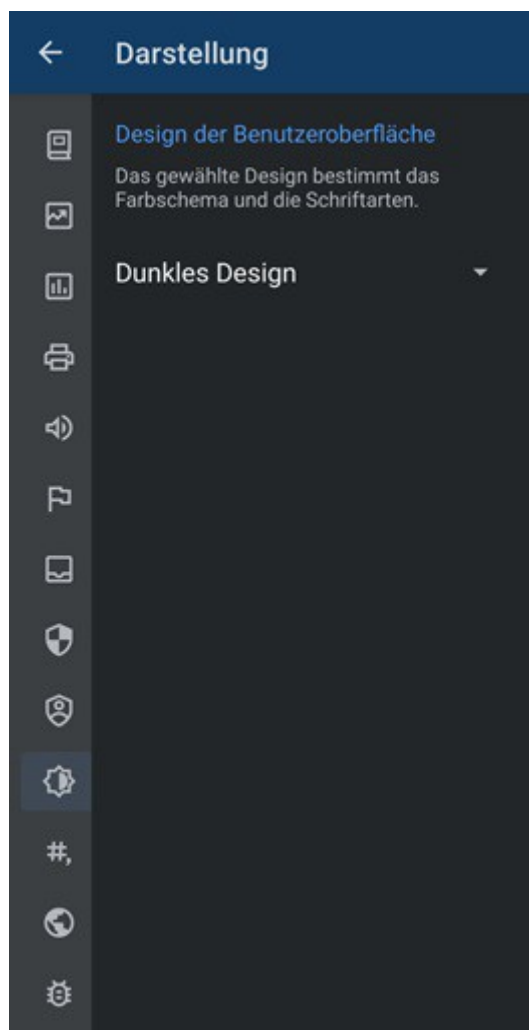 Darstellung
Design der Benutzeroberfläche
Das gewählte Design bestimmt das
Farbschema und die Schriftarten.
Dunkles Design
#,